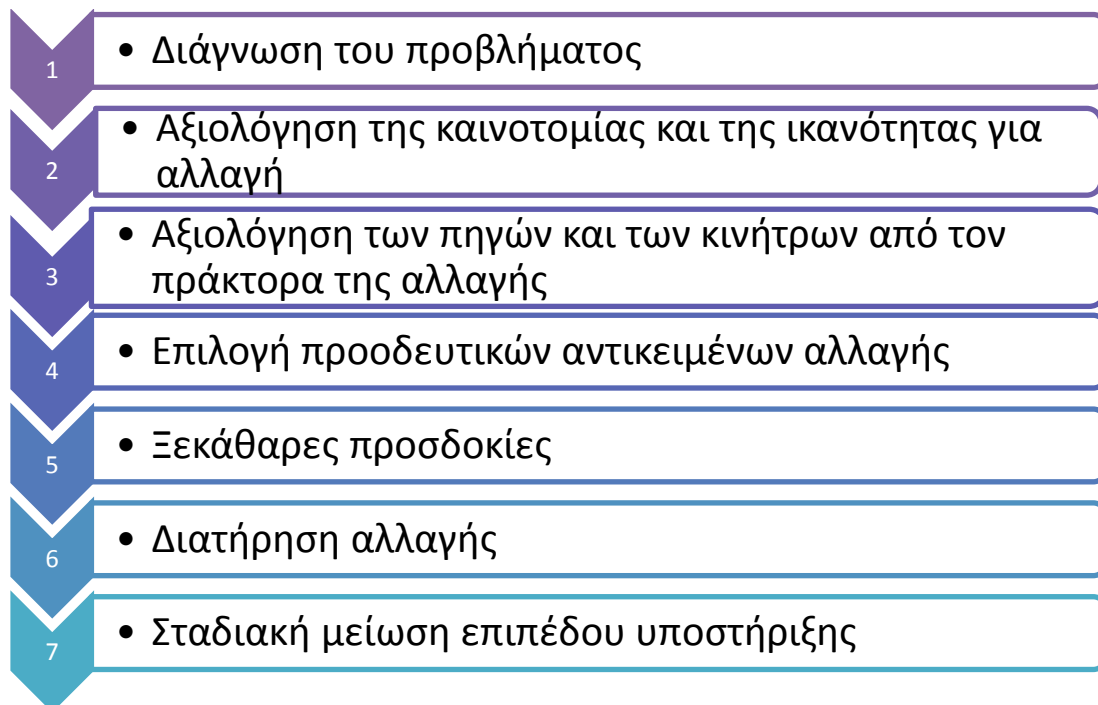 1
• Διάγνωση του προβλήματος
2
• Αξιολόγηση της καινοτομίας και της ικανότητας για
αλλαγή
3
• Αξιολόγηση των πηγών και των κινήτρων από τον
πράκτορα της αλλαγής
4
• Επιλογή προοδευτικών αντικειμένων αλλαγής
5
• Ξεκάθαρες προσδοκίες
6
• Διατήρηση αλλαγής
7
• Σταδιακή μείωση επιπέδου υποστήριξης